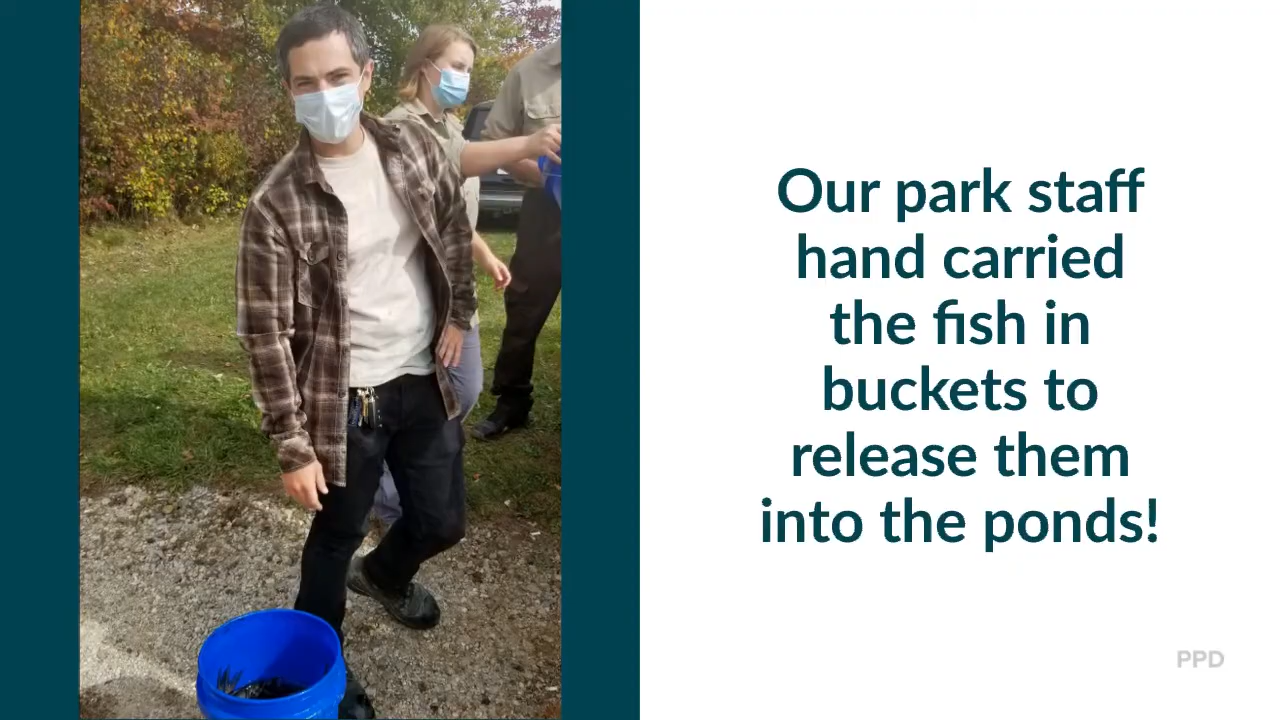 Our park staff
hand carried
the fish in
buckets to
release them
into the ponds!
PPD